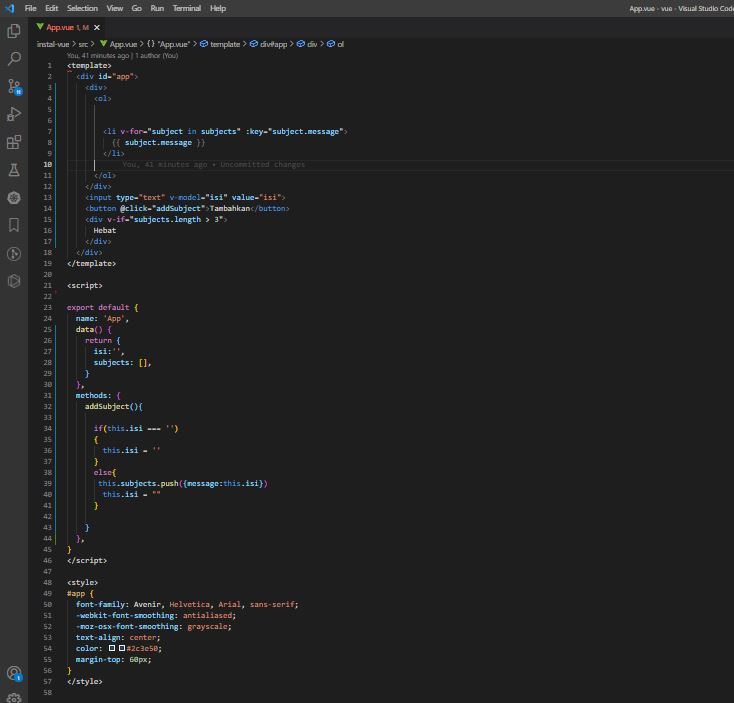 File Edit Selection View Go Run Terminal Help
App.vue - vue - Visual Studio Code
App.vue 1, M
instal-vue > src > App.vue > {} "App.vue" > template > div#app > div > ol
You, 41 minutes ago | 1 author (You)
1 <template>
2 <div id="app">
3 <div>
4 <ol>
5
6
7 <li v-for="subject in subjects" :key="subject.message">
8 {{ subject.message }}
9 </li>
10 You, 41 minutes ago • Uncommitted changes
11 </ol>
12 </div>
13 <input type="text" v-model="isi" value="isi">
14 <button @click="addSubject">Tambahkan</button>
15 <div v-if="subjects.length > 3">
16 Hebat
17 </div>
18 </div>
19 </template>
20
21 <script>
22
23 export default {
24 name: 'App',
25 data() {
26 return {
27 isi:'',
28 subjects: [],
29 }
30 },
31 methods: {
32 addSubject(){
33
34 if(this.isi === '')
35 {
36 this.isi = ''
37 }
38 else{
39 this.subjects.push({message:this.isi})
40 this.isi = ""
41 }
42
43 }
44 },
45 }
46 </script>
47
48 <style>
49 #app {
50 font-family: Avenir, Helvetica, Arial, sans-serif;
51 -webkit-font-smoothing: antialiased;
52 -moz-osx-font-smoothing: grayscale;
53 text-align: center;
54 color: #2c3e50;
55 margin-top: 60px;
56 }
57 </style>
58